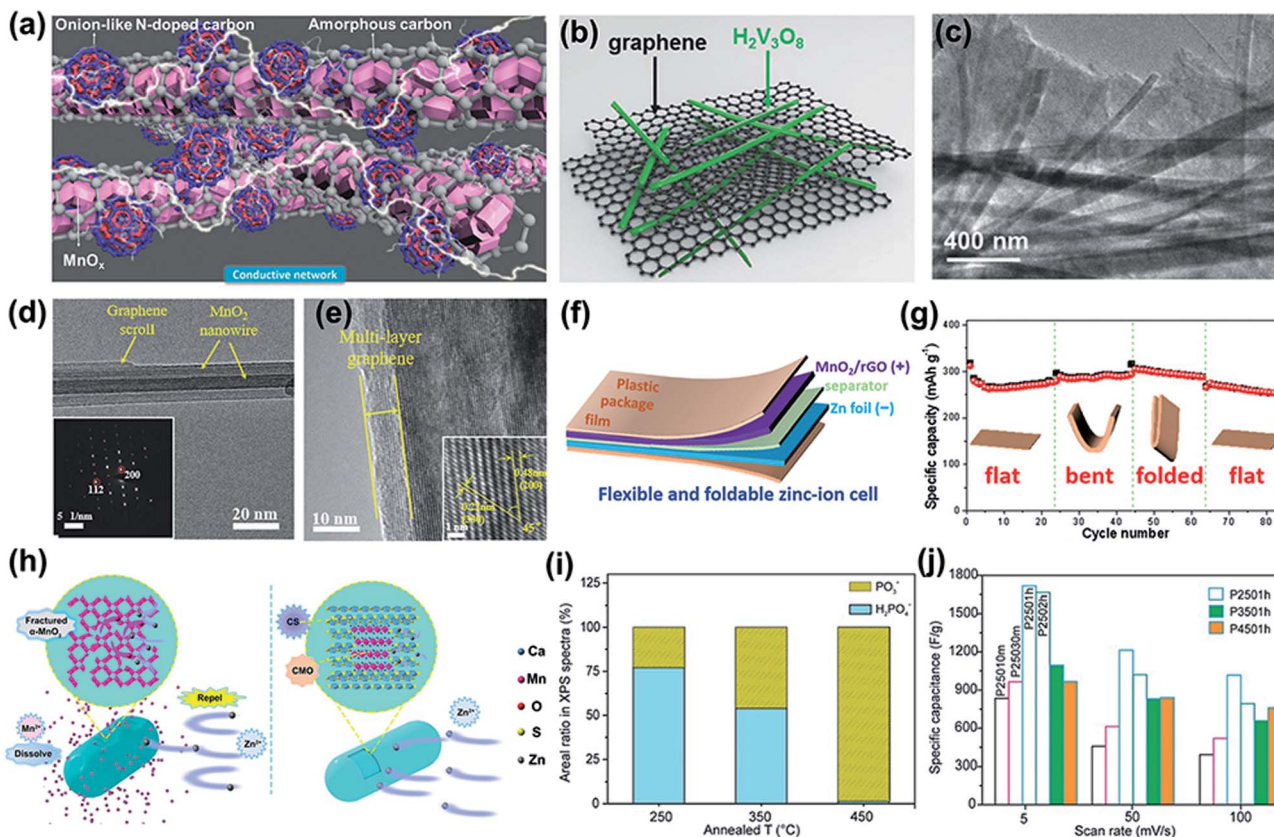 (a)
Onion-like N-doped carbon
Amorphous carbon
MnOx
Conductive network
(b)
graphene
H2V3O8
(c)
400 nm
(d)
Graphene scroll
MnO2 nanowire
200
112
5 1/nm
20 nm
(e)
Multi-layer graphene
10 nm
0.48nm
(200)
45°
1 nm
(f)
Plastic package film
MnO2/rGO (+)
separator
Zn foil (−)
Flexible and foldable zinc-ion cell
(g)
Specific capacity (mAh g-1)
400
300
200
100
0
flat
bent
folded
flat
0 10 20 30 40 50 60 70 80
Cycle number
(h)
Fractured
α-MnO2
Mn2+
Dissolve
Repel
Zn2+
CS
CMO
Zn2+
Ca
Mn
O
S
Zn
(i)
Areal ratio in XPS spectra (%)
125
100
75
50
25
0
PO3-
H2PO4-
250 350 450
Annealed T (°C)
(j)
Specific capacitance (F/g)
1800
1500
1200
900
600
300
0
P25010m
P25030m
P2501h
P2502h
P2501h
P3501h
P4501h
5 50 100
Scan rate (mV/s)